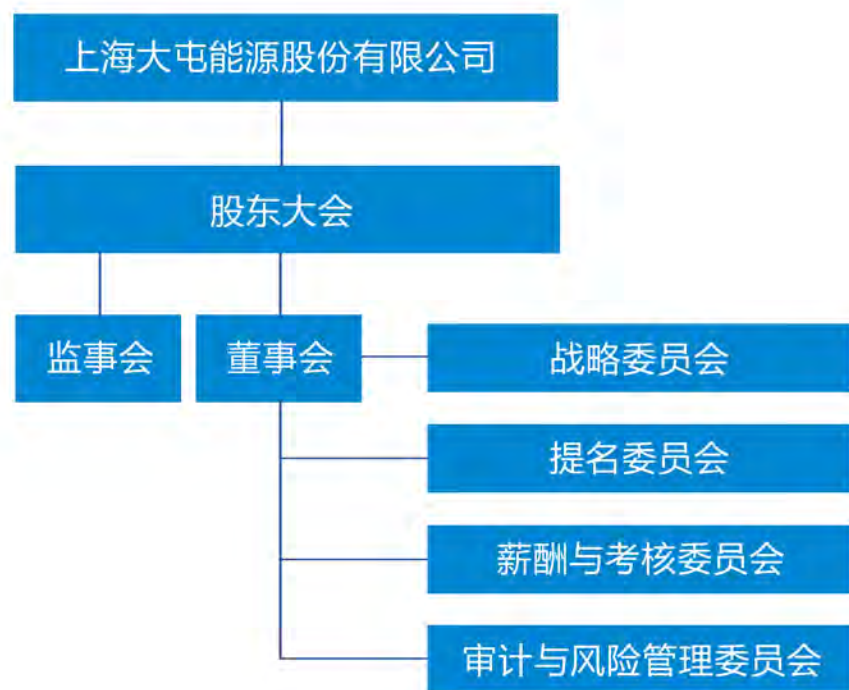 上海大屯能源股份有限公司
股东大会
监事会
董事会
战略委员会
提名委员会
薪酬与考核委员会
审计与风险管理委员会